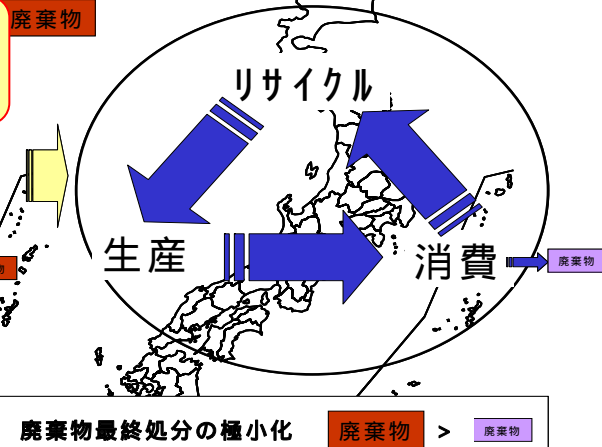 廃棄物
リサイクル
生産
消費
廃棄物
物
廃棄物最終処分の極小化 廃棄物 > 廃棄物